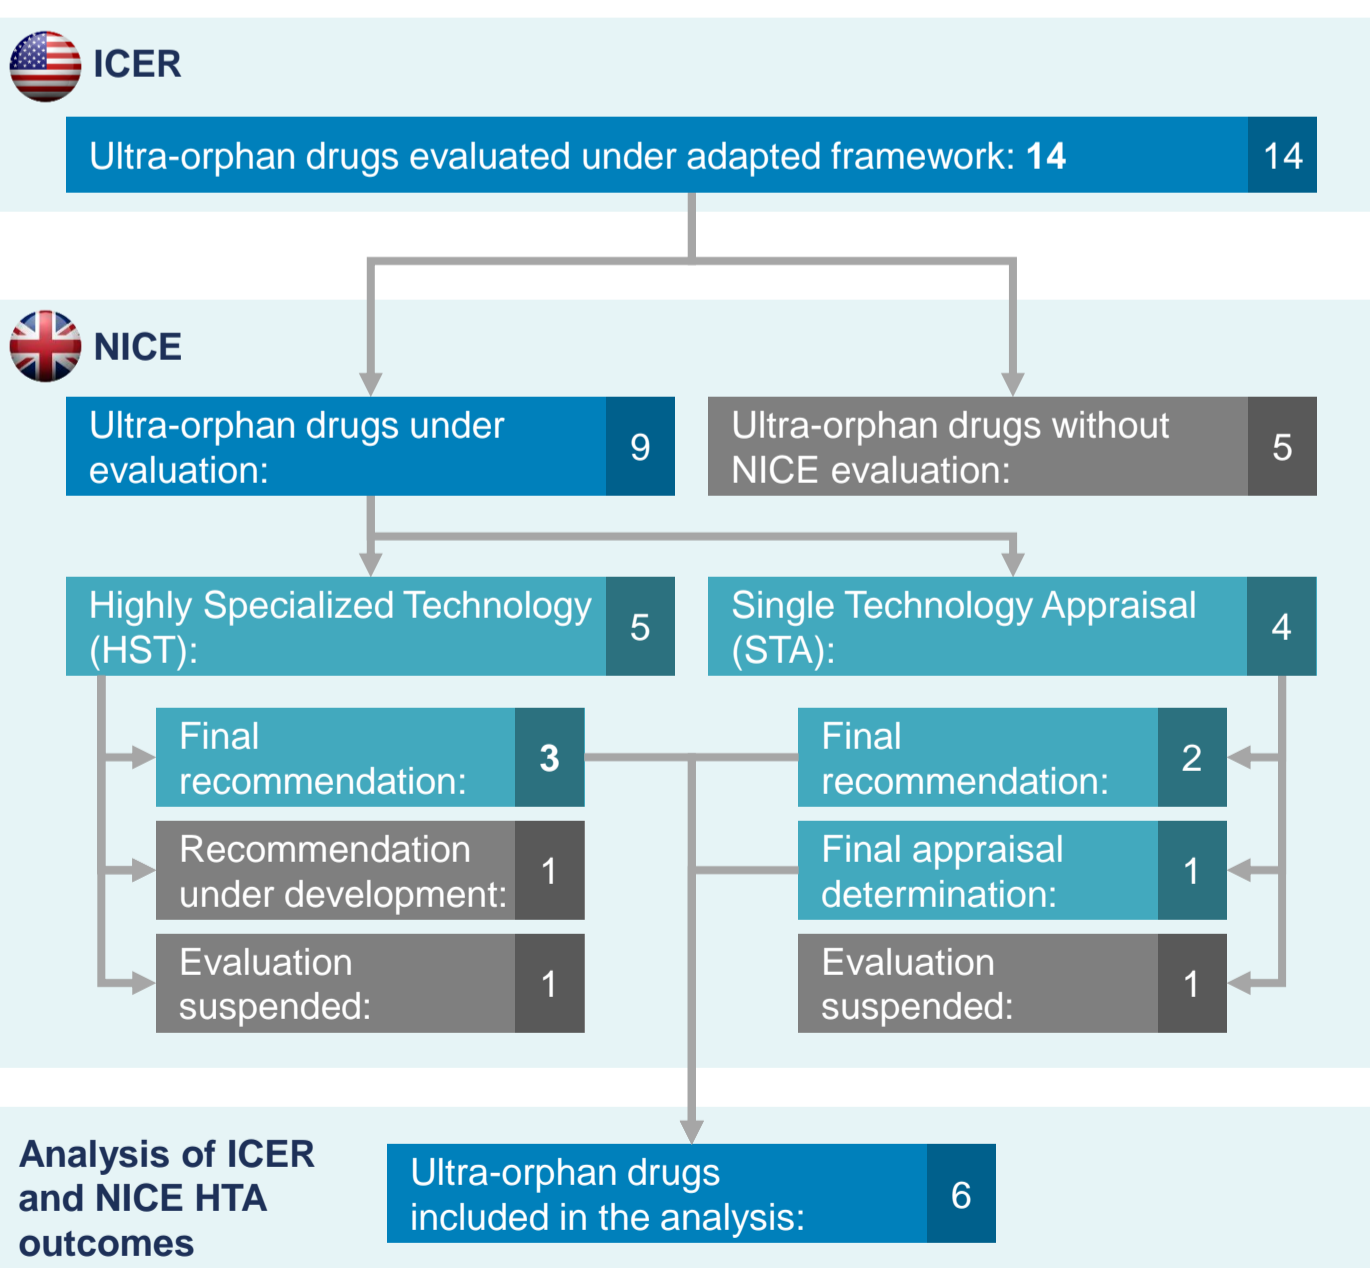 ICER
Ultra-orphan drugs evaluated under adapted framework: 14 14
NICE
Ultra-orphan drugs under
evaluation:
9
Ultra-orphan drugs without
NICE evaluation:
5
Highly Specialized Technology
(HST):
5
Single Technology Appraisal
(STA):
4
Final
recommendation:
3
Recommendation
under development:
1
Evaluation
suspended:
1
Final
recommendation:
2
Final appraisal
determination:
1
Evaluation
suspended:
1
Analysis of ICER
and NICE HTA
outcomes
Ultra-orphan drugs
included in the analysis:
6